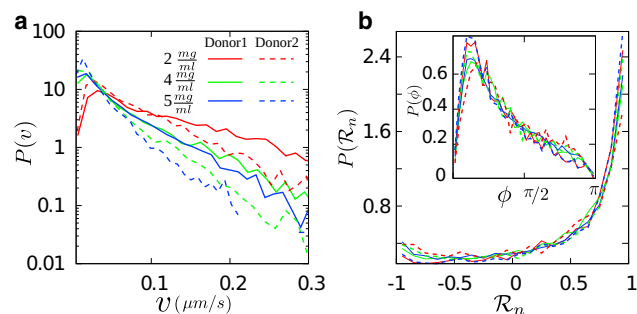 a
Donor1 Donor2
2 mg/ml
4 mg/ml
5 mg/ml
100
10
1
0.1
0.01
P(v)
0.1 0.2 0.3
v(μm/s)
b
2.4
1.6
0.8
P(ℛₙ)
0.6
0.4
0.2
0
P(ϕ)
ϕ π/2 π
-1 -0.5 0 0.5 1
ℛₙ